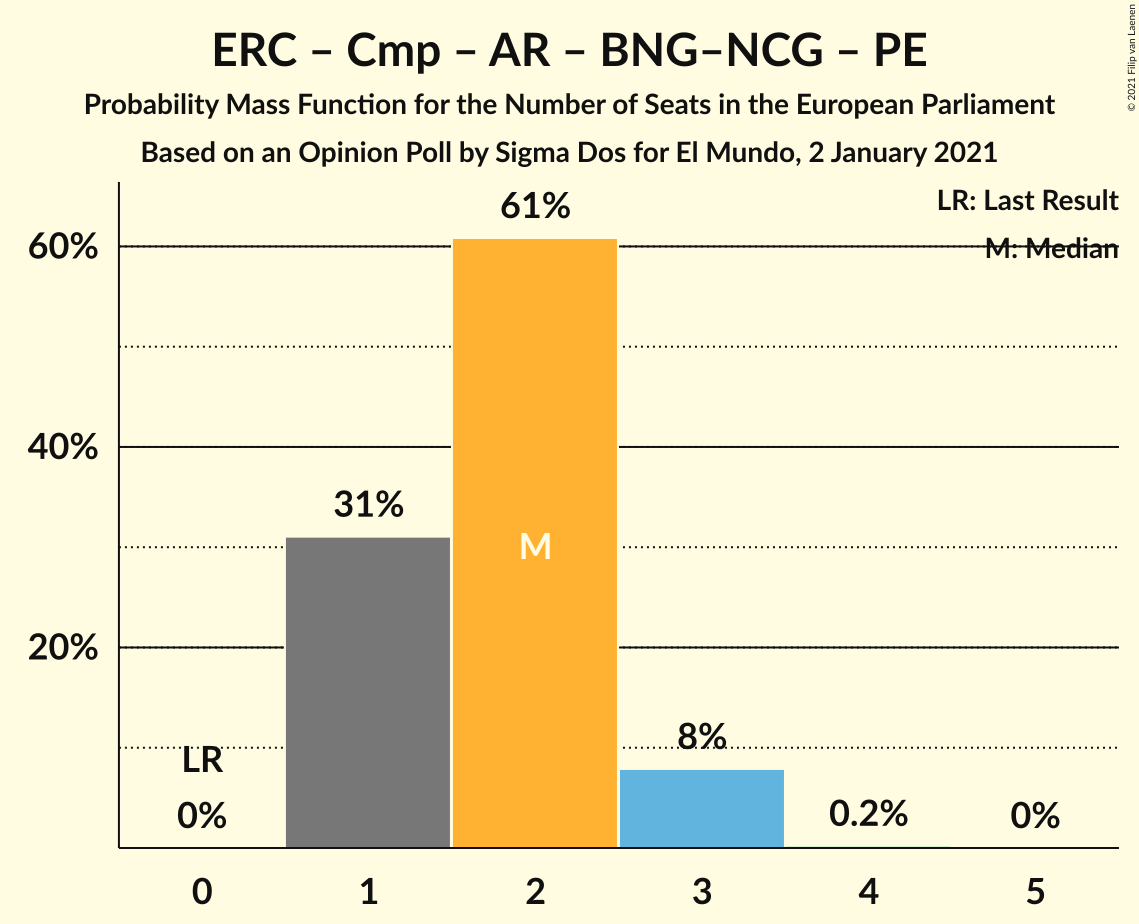 ERC – Cmp – AR – BNG–NCG – PE
Probability Mass Function for the Number of Seats in the European Parliament
Based on an Opinion Poll by Sigma Dos for El Mundo, 2 January 2021
© 2021 Filip van Laenen
LR: Last Result
M: Median
60%
40%
20%
61%
31%
M
8%
LR
0%
0.2%
0%
0 1 2 3 4 5